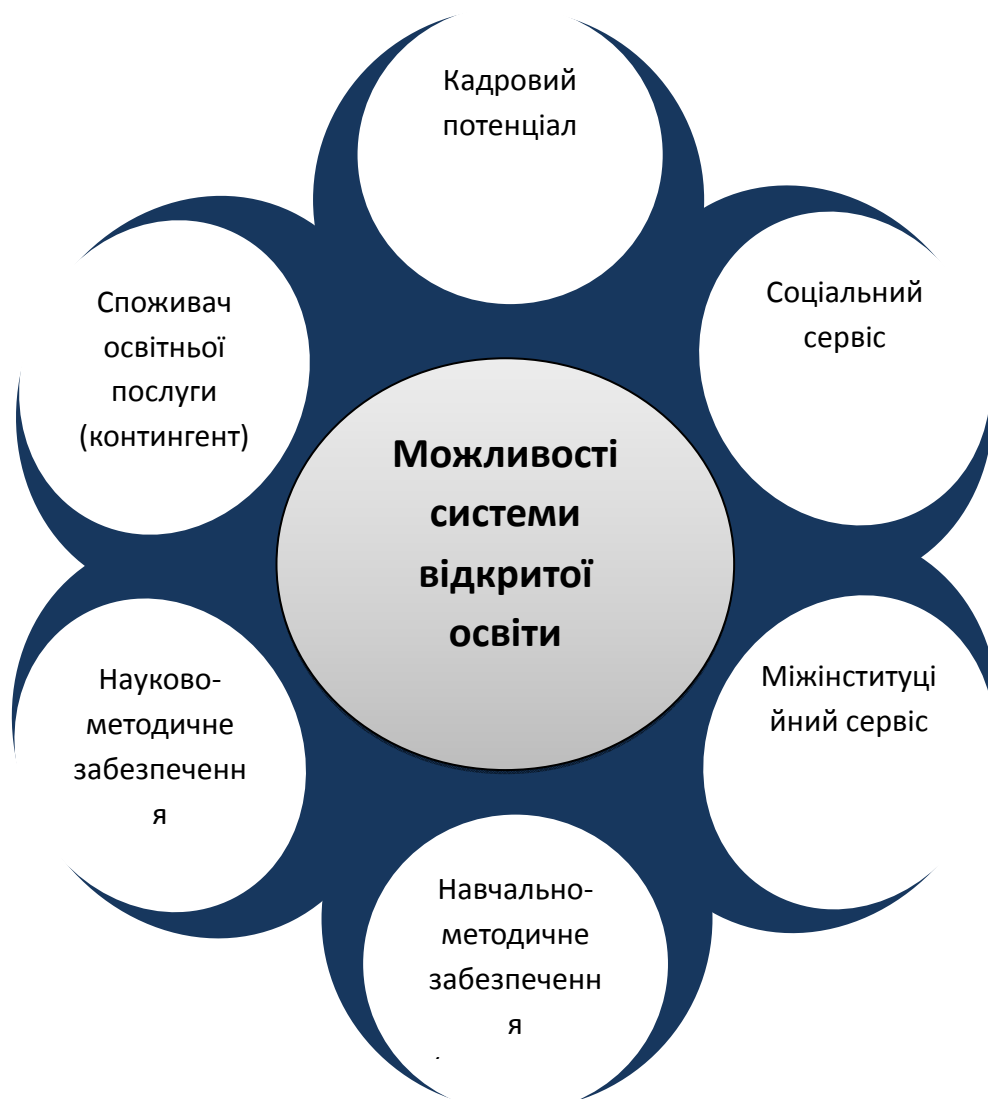 Кадровий
потенціал
Соціальний
сервіс
Споживач
освітньої
послуги
(контингент)
Можливості
системи
відкритої
освіти
Міжінституці
йний сервіс
Науково-
методичне
забезпеченн
я
Навчально-
методичне
забезпеченн
я